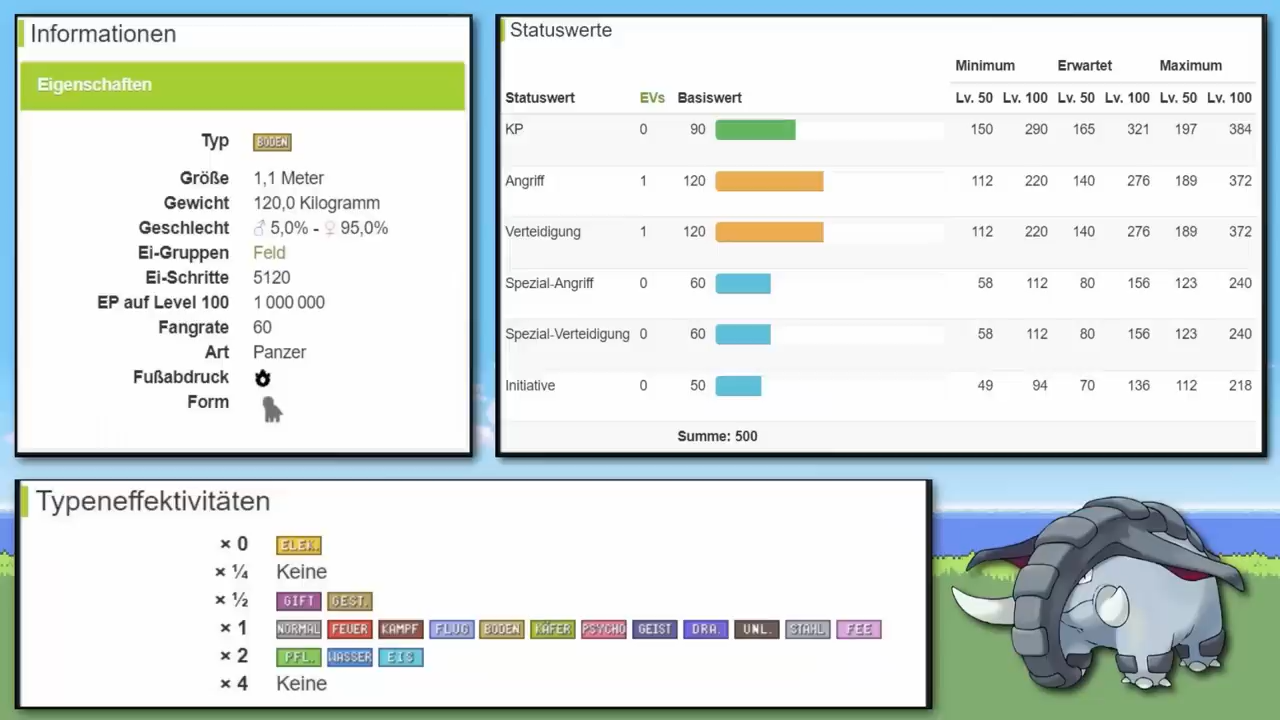 Informationen
Eigenschaften
Typ BODEN
Größe 1,1 Meter
Gewicht 120,0 Kilogramm
Geschlecht ♂ 5,0% - ♀ 95,0%
Ei-Gruppen Feld
Ei-Schritte 5120
EP auf Level 100 1 000 000
Fangrate 60
Art Panzer
Fußabdruck
Form
Statuswerte
Minimum Erwartet Maximum
Statuswert EVs Basiswert Lv. 50 Lv. 100 Lv. 50 Lv. 100 Lv. 50 Lv. 100
KP 0 90 150 290 165 321 197 384
Angriff 1 120 112 220 140 276 189 372
Verteidigung 1 120 112 220 140 276 189 372
Spezial-Angriff 0 60 58 112 80 156 123 240
Spezial-Verteidigung 0 60 58 112 80 156 123 240
Initiative 0 50 49 94 70 136 112 218
Summe: 500
Typeneffektivitäten
× 0 ELEK.
× ¼ Keine
× ½ GIFT GEST.
× 1 NORMAL FEUER KAMPF FLUG BODEN KÄFER PSYCHO GEIST DRA. UNL. STAHL FEE
× 2 PFL. WASSER EIS
× 4 Keine